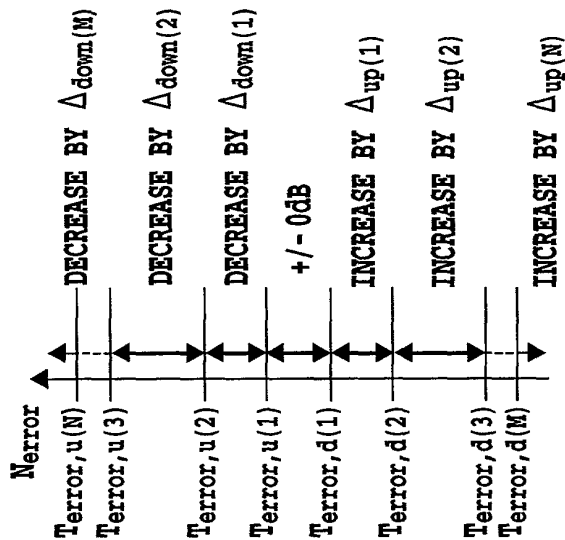 Nerror
Terror,u(N)
Terror,u(3)
Terror,u(2)
Terror,u(1)
Terror,d(1)
Terror,d(2)
Terror,d(3)
Terror,d(M)
DECREASE BY Δdown(M)
DECREASE BY Δdown(2)
DECREASE BY Δdown(1)
+/- 0dB
INCREASE BY Δup(1)
INCREASE BY Δup(2)
INCREASE BY Δup(N)